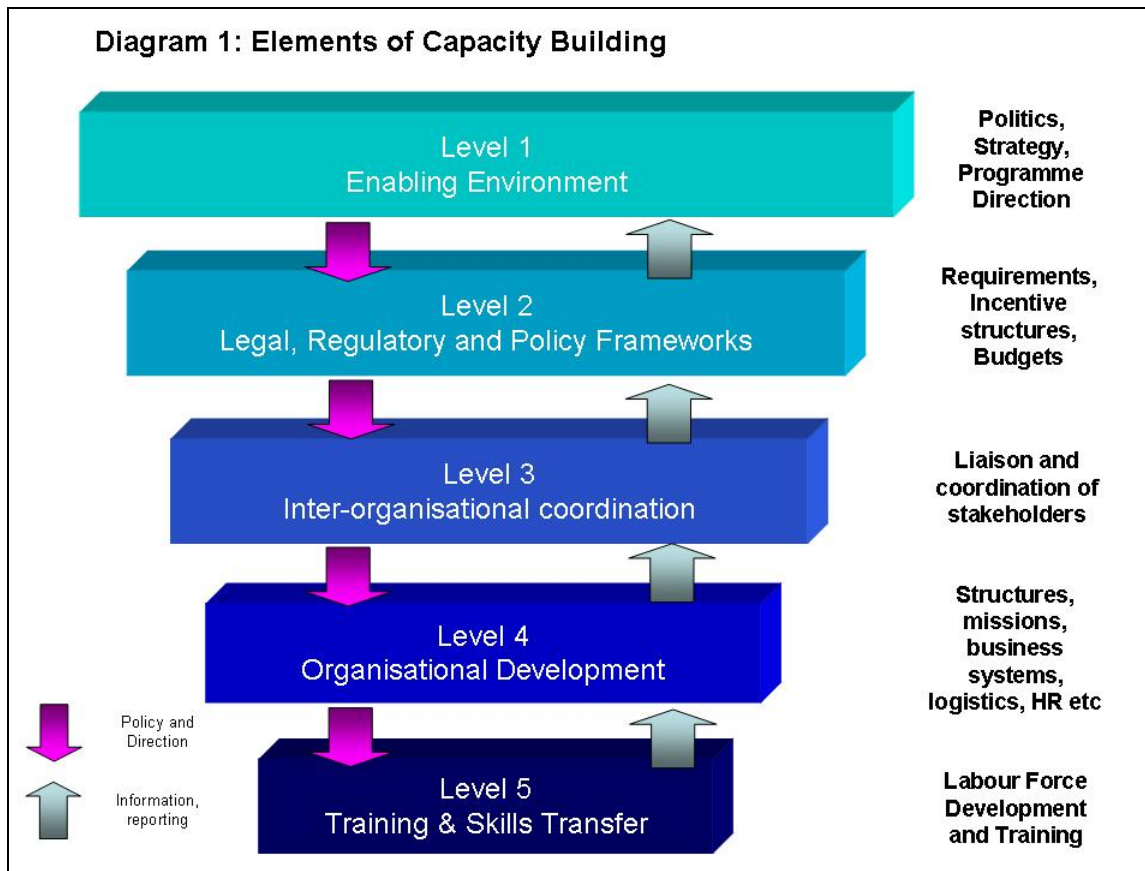 Diagram 1: Elements of Capacity Building
Level 1
Enabling Environment
Politics,
Strategy,
Programme
Direction
Level 2
Legal, Regulatory and Policy Frameworks
Requirements,
Incentive
structures,
Budgets
Level 3
Inter-organisational coordination
Liaison and
coordination of
stakeholders
Level 4
Organisational Development
Structures,
missions,
business
systems,
logistics, HR etc
Policy and
Direction
Information,
reporting
Level 5
Training & Skills Transfer
Labour Force
Development
and Training